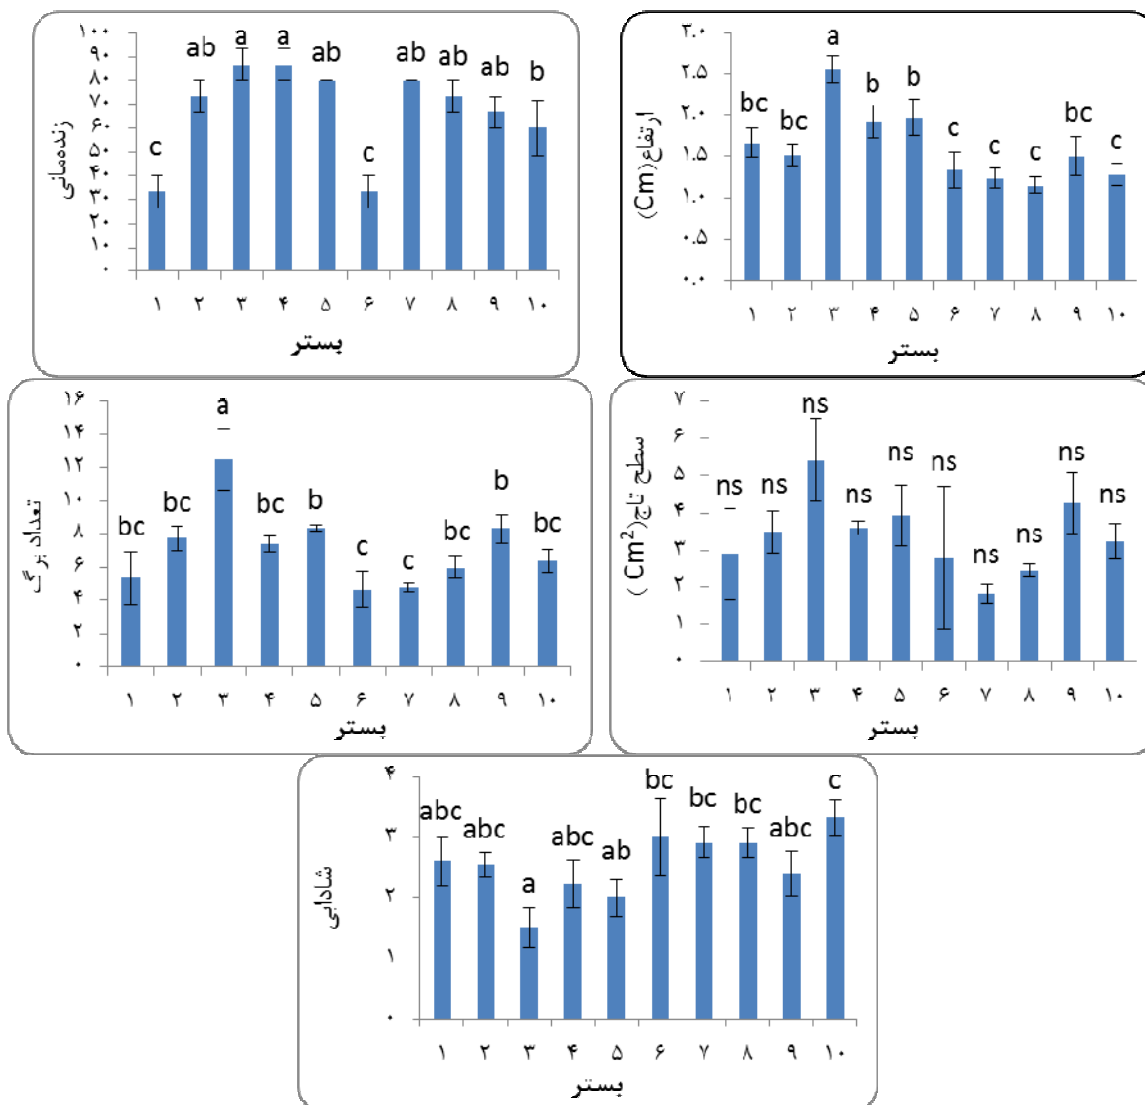 زنده‌مانی
۱۰۰
۹۰
۸۰
۷۰
۶۰
۵۰
۴۰
۳۰
۲۰
۱۰
۰
c ab a a ab c ab ab ab b
۱ ۲ ۳ ۴ ۵ ۶ ۷ ۸ ۹ ۱۰
بستر
ارتفاع(Cm)
۳.۰
۲.۵
۲.۰
۱.۵
۱.۰
۰.۵
۰.۰
bc bc a b b c c c bc c
۱ ۲ ۳ ۴ ۵ ۶ ۷ ۸ ۹ ۱۰
بستر
تعداد برگ
۱۶
۱۴
۱۲
۱۰
۸
۶
۴
۲
۰
bc bc a bc b c c bc b bc
۱ ۲ ۳ ۴ ۵ ۶ ۷ ۸ ۹ ۱۰
بستر
سطح تاج(Cm²)
۷
۶
۵
۴
۳
۲
۱
۰
ns ns ns ns ns ns ns ns ns ns
۱ ۲ ۳ ۴ ۵ ۶ ۷ ۸ ۹ ۱۰
بستر
شادابی
۴
۳
۲
۱
۰
abc abc a abc ab bc bc bc abc c
۱ ۲ ۳ ۴ ۵ ۶ ۷ ۸ ۹ ۱۰
بستر